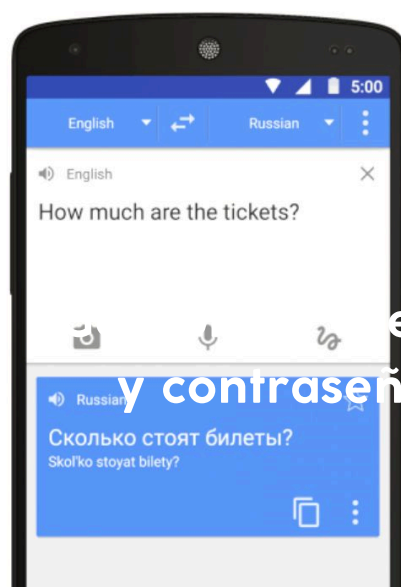 5:00
English Russian
English
How much are the tickets?
y contraseñ
Russian
Сколько стоят билеты?
Skol'ko stoyat bilety?